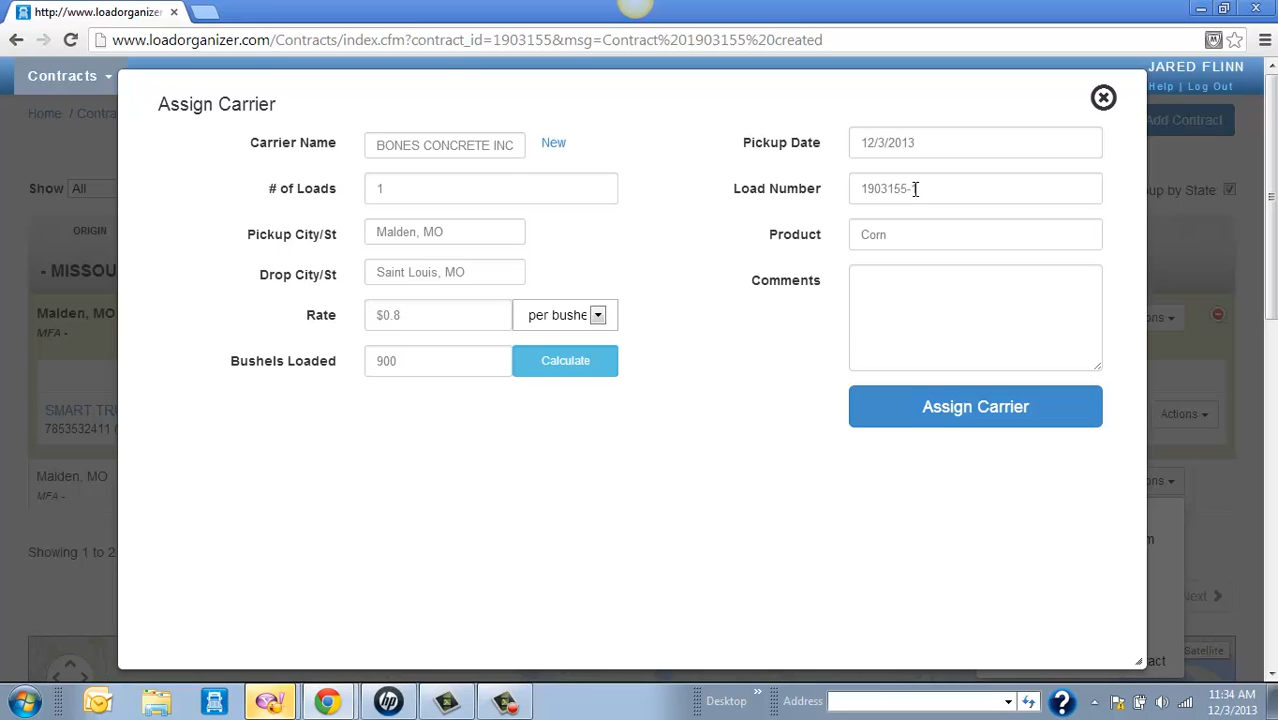 http://www.loadorganizer
www.loadorganizer.com/Contracts/index.cfm?contract_id=1903155&msg=Contract%201903155%20created
Contracts
JARED FLINN
Help | Log Out
Home / Contra
Add Contract
Assign Carrier
Carrier Name BONES CONCRETE INC New
Pickup Date 12/3/2013
# of Loads 1
Load Number 1903155-1
Pickup City/St Malden, MO
Product Corn
Drop City/St Saint Louis, MO
Comments
Rate $0.8 per bushe
Bushels Loaded 900 Calculate
Assign Carrier
Show All
up by State
ORIGIN
- MISSOU
Malden, MO
MFA -
ons
SMART TRU
7853532411 (
Actions
Malden, MO
MFA -
ons
Showing 1 to 2
Next
Satellite
Desktop
»
Address
11:34 AM
12/3/2013